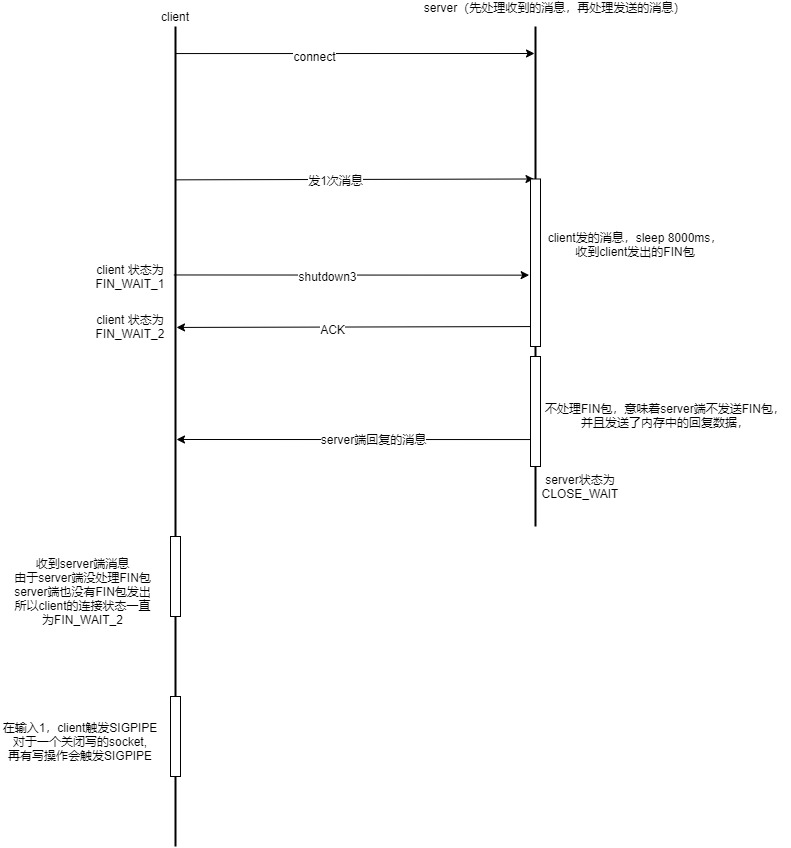 server（先处理收到的消息，再处理发送的消息）
client
connect
发1次消息
client发的消息，sleep 8000ms，
收到client发出的FIN包
client 状态为
FIN_WAIT_1
shutdown3
client 状态为
FIN_WAIT_2
ACK
不处理FIN包，意味着server端不发送FIN包，
并且发送了内存中的回复数据，
server端回复的消息
server状态为
CLOSE_WAIT
收到server端消息
由于server端没处理FIN包
server端也没有FIN包发出
所以client的连接状态一直
为FIN_WAIT_2
在输入1，client触发SIGPIPE
对于一个关闭写的socket,
再有写操作会触发SIGPIPE